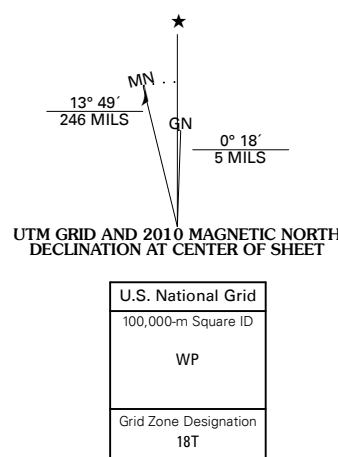 ★
MN
GN
13° 49´
246 MILS
0° 18´
5 MILS
UTM GRID AND 2010 MAGNETIC NORTH
DECLINATION AT CENTER OF SHEET
U.S. National Grid
100,000-m Square ID
WP
Grid Zone Designation
18T